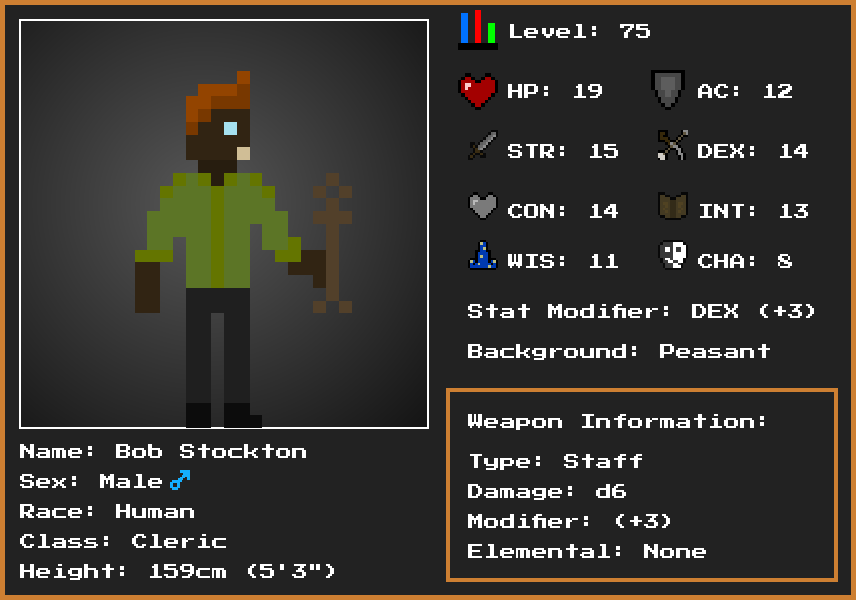 Level: 75
HP: 19
AC: 12
STR: 15
DEX: 14
CON: 14
INT: 13
WIS: 11
CHA: 8
Stat Modifier: DEX (+3)
Background: Peasant
Weapon Information:
Type: Staff
Damage: d6
Modifier: (+3)
Elemental: None
Name: Bob Stockton
Sex: Male♂
Race: Human
Class: Cleric
Height: 159cm (5'3")